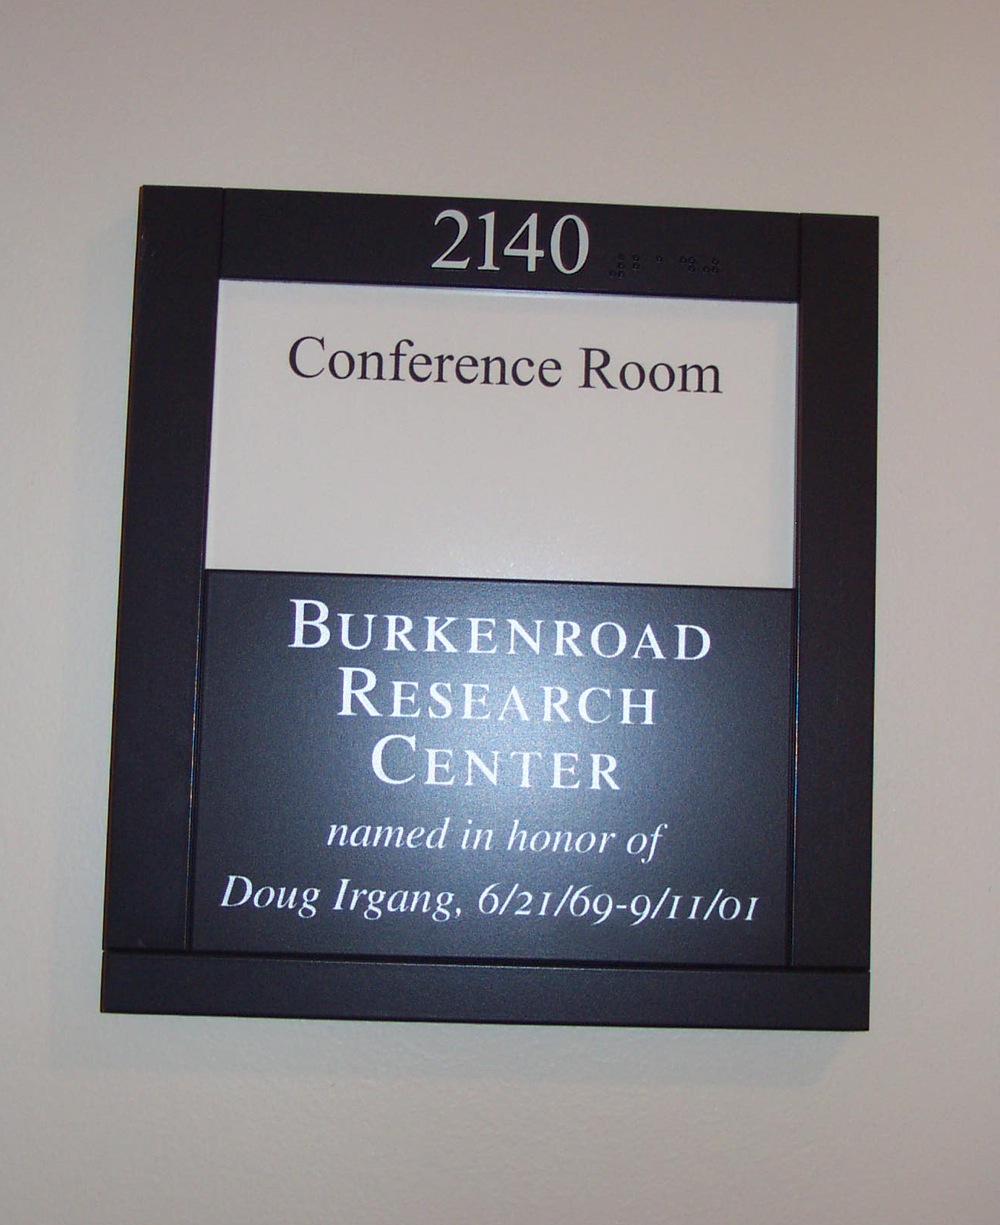 2140
Conference Room
BURKENROAD
RESEARCH
CENTER
named in honor of
Doug Irgang, 6/21/69-9/11/01